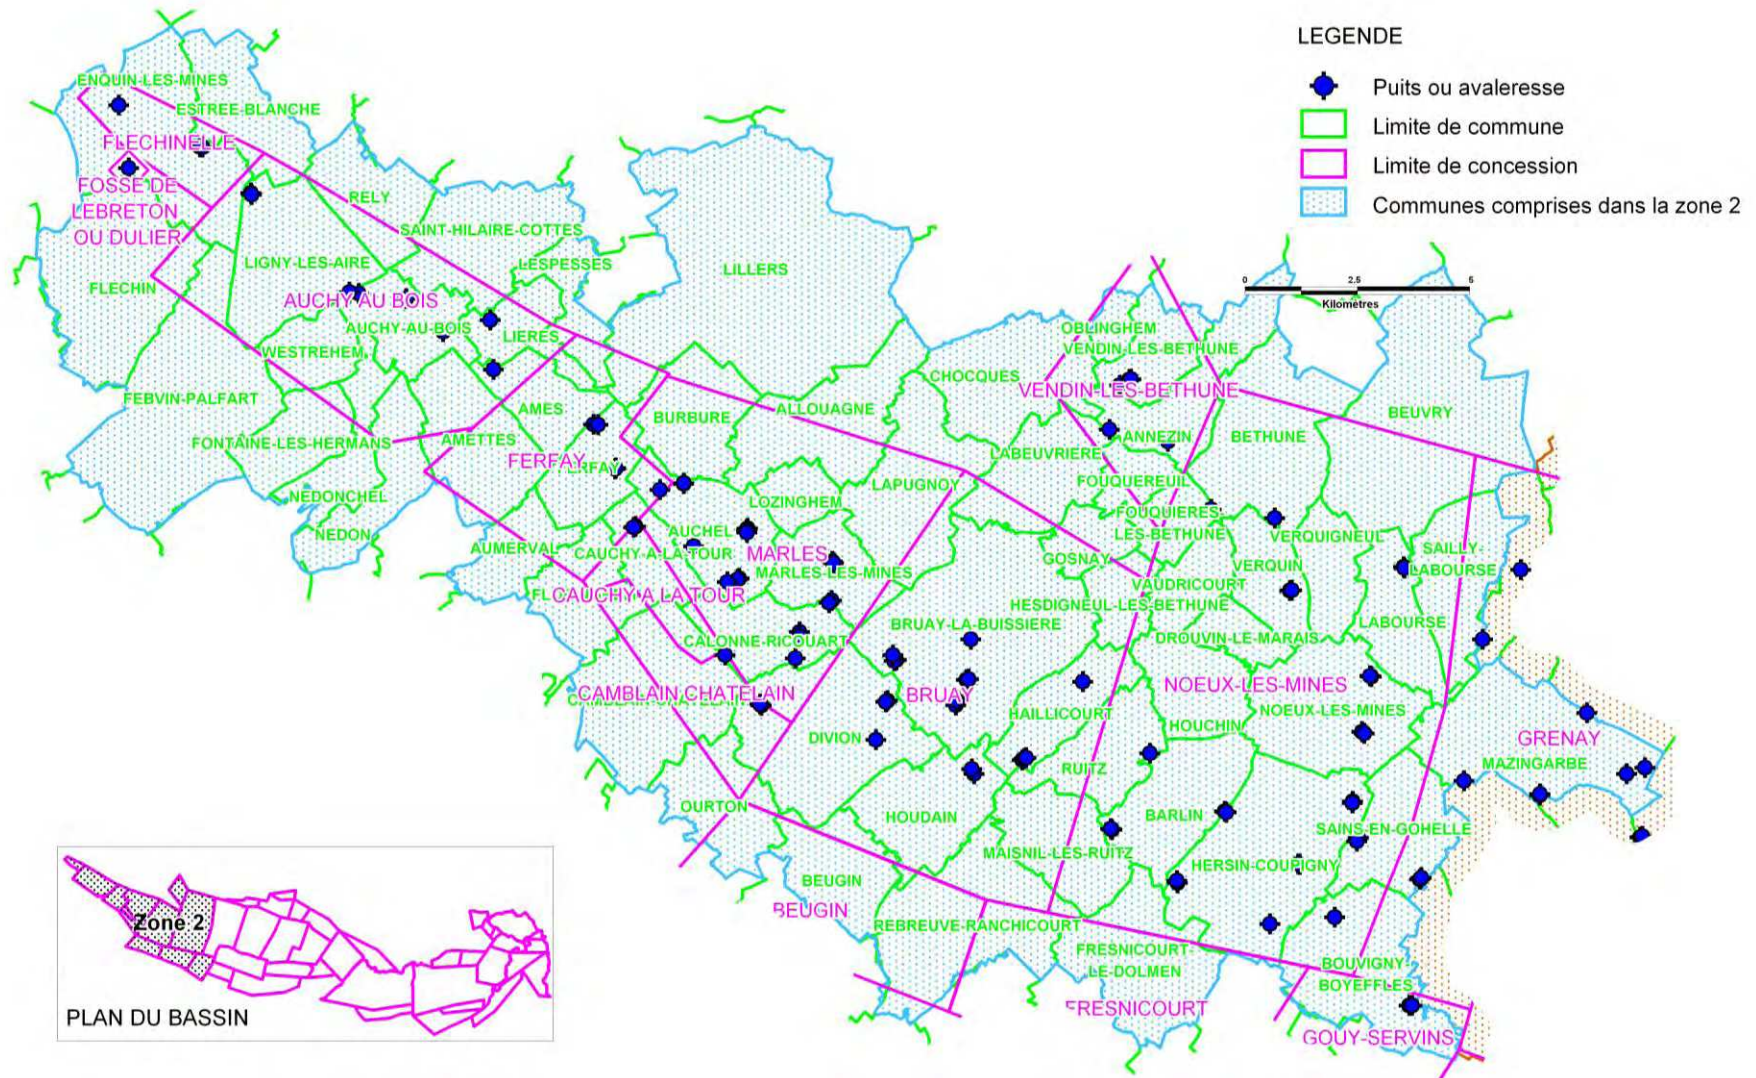 LEGENDE
Puits ou avaleresse
Limite de commune
Limite de concession
Communes comprises dans la zone 2
0 2.5 5
Kilometres
ENQUIN-LES-MINES
ESTREE-BLANCHE
FLECHINELLE
FOSSE DE
LEBRETON
OU DULIER
RELY
SAINT-HILAIRE-COTTES
LIGNY-LES-AIRE
LESPESSES
LILLERS
FLECHIN
AUCHY AU BOIS
AUCHY-AU-BOIS
LIERES
WESTREHEM
OBLINGHEM
VENDIN-LES-BETHUNE
CHOCQUES
VENDIN-LES-BETHUNE
FEBVIN-PALFART
AMES
BURBURE
ALLOUAGNE
BEUVRY
FONTAINE-LES-HERMANS
AMETTES
ANNEZIN
BETHUNE
LABEUVRIERE
FERFAY
FERFAY
LAPUGNOY
FOUQUEREUIL
NEDONCHEL
LOZINGHEM
FOUQUIERES-
LES-BETHUNE
NEDON
AUCHEL
VERQUIGNEUL
AUMERVAL
CAUCHY-A-LA-TOUR
MARLES
GOSNAY
SAILLY-
LABOURSE
MARLES-LES-MINES
VERQUIN
VAUDRICOURT
FL
CAUCHY A LA TOUR
HESDIGNEUL-LES-BETHUNE
BRUAY-LA-BUISSIERE
LABOURSE
CALONNE-RICOUART
DROUVIN-LE-MARAIS
CAMBLAIN CHATELAIN
CAMBLAIN-CHATELAIN
BRUAY
NOEUX-LES-MINES
NOEUX-LES-MINES
HAILLICOURT
HOUCHIN
DIVION
GRENAY
MAZINGARBE
RUITZ
OURTON
HOUDAIN
BARLIN
SAINS-EN-GOHELLE
MAISNIL-LES-RUITZ
HERSIN-COUPIGNY
BEUGIN
BEUGIN
REBREUVE-RANCHICOURT
FRESNICOURT-
LE-DOLMEN
BOUVIGNY-
BOYEFFLES
FRESNICOURT
GOUY-SERVINS
Zone 2
PLAN DU BASSIN